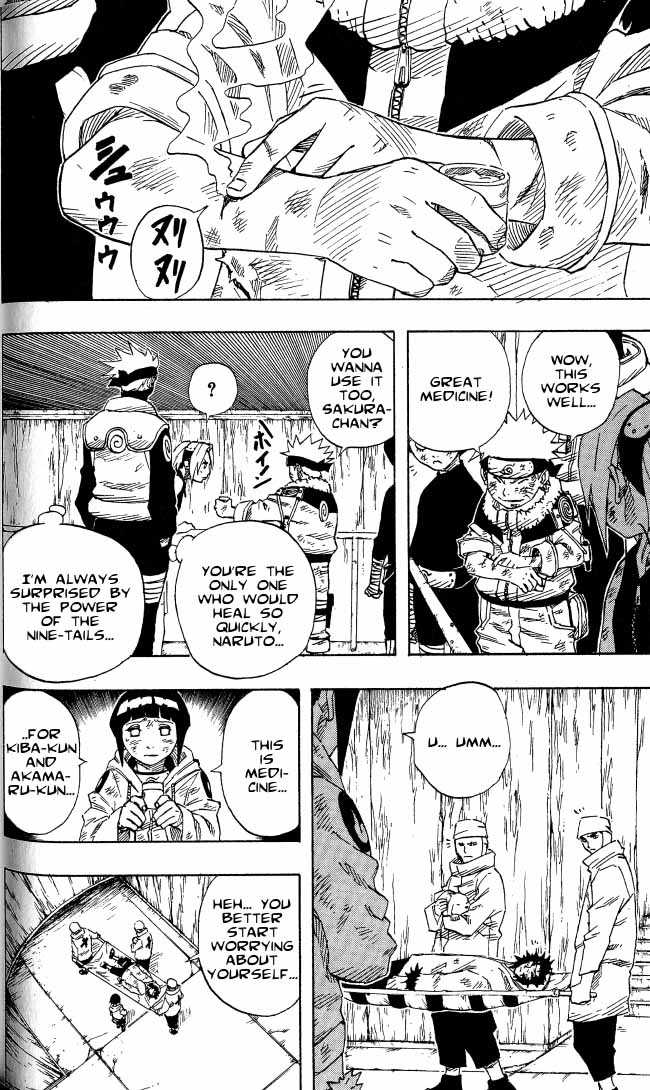 シュウウウ
ヌリ
ヌリ
WOW,
THIS
WORKS
WELL...
GREAT
MEDICINE!
YOU
WANNA
USE IT
TOO,
SAKURA-
CHAN?
?
ホイン
YOU'RE THE
ONLY ONE
WHO WOULD
HEAL SO
QUICKLY,
NARUTO...
I'M ALWAYS
SURPRISED BY
THE POWER
OF THE
NINE-TAILS...
U... UMM...
THIS
IS
MEDI-
CINE...
..FOR
KIBA-KUN
AND
AKAMA-
RU-KUN...
HEH... YOU
BETTER
START
WORRYING
ABOUT
YOURSELF...